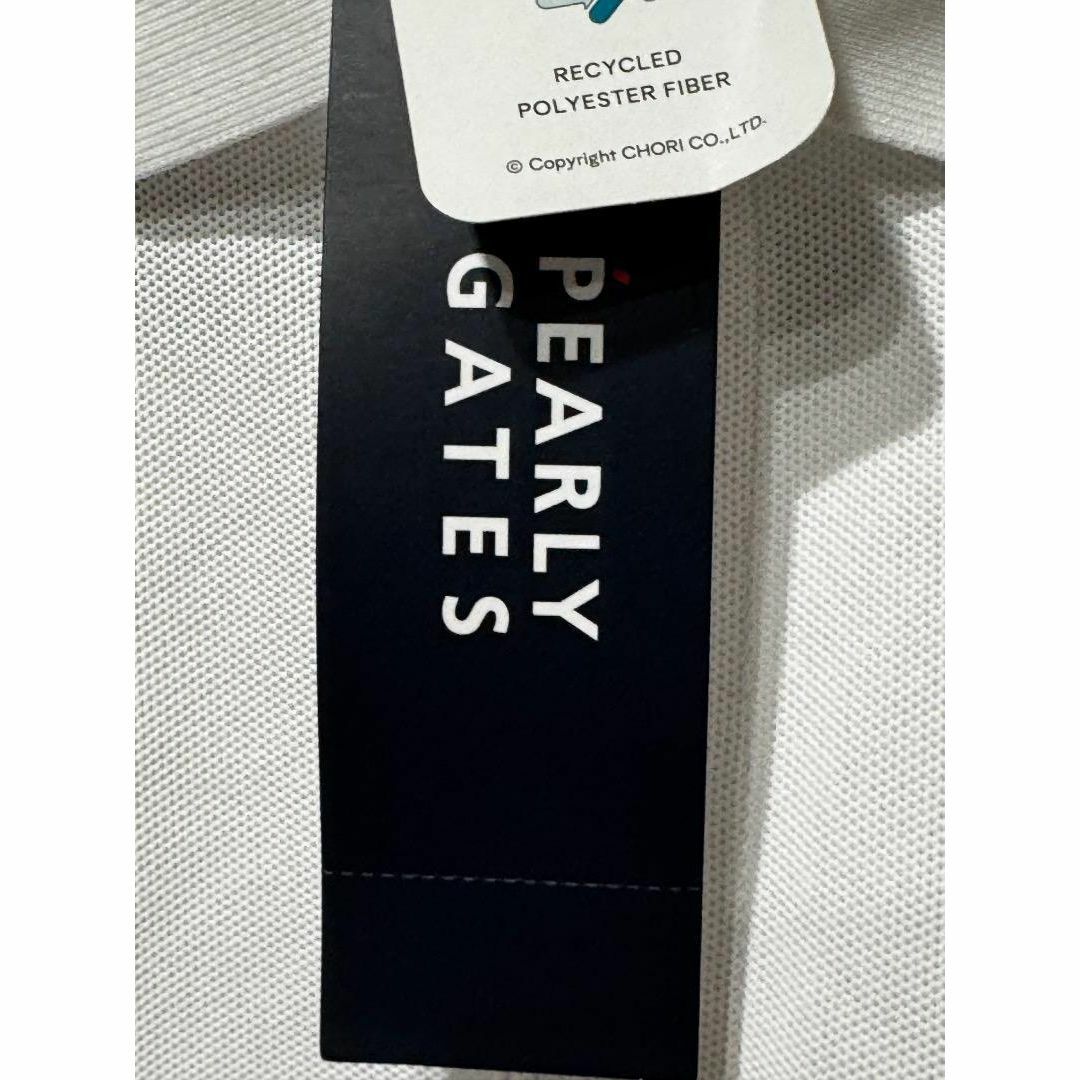 RECYCLED
POLYESTER FIBER
© Copyright CHORI CO.,LTD.
PEARLY
GATES